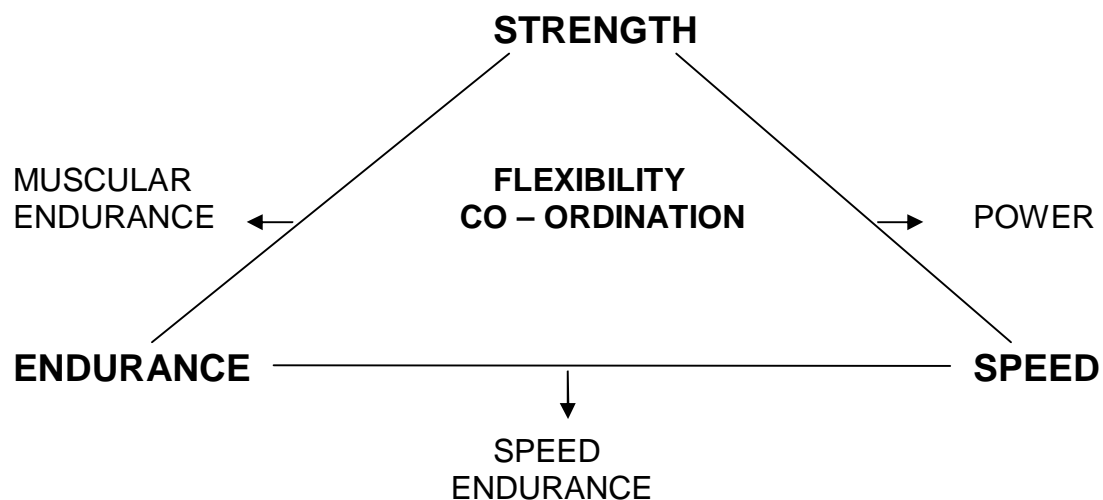 STRENGTH
MUSCULAR
ENDURANCE
FLEXIBILITY
CO – ORDINATION
POWER
ENDURANCE
SPEED
SPEED
ENDURANCE